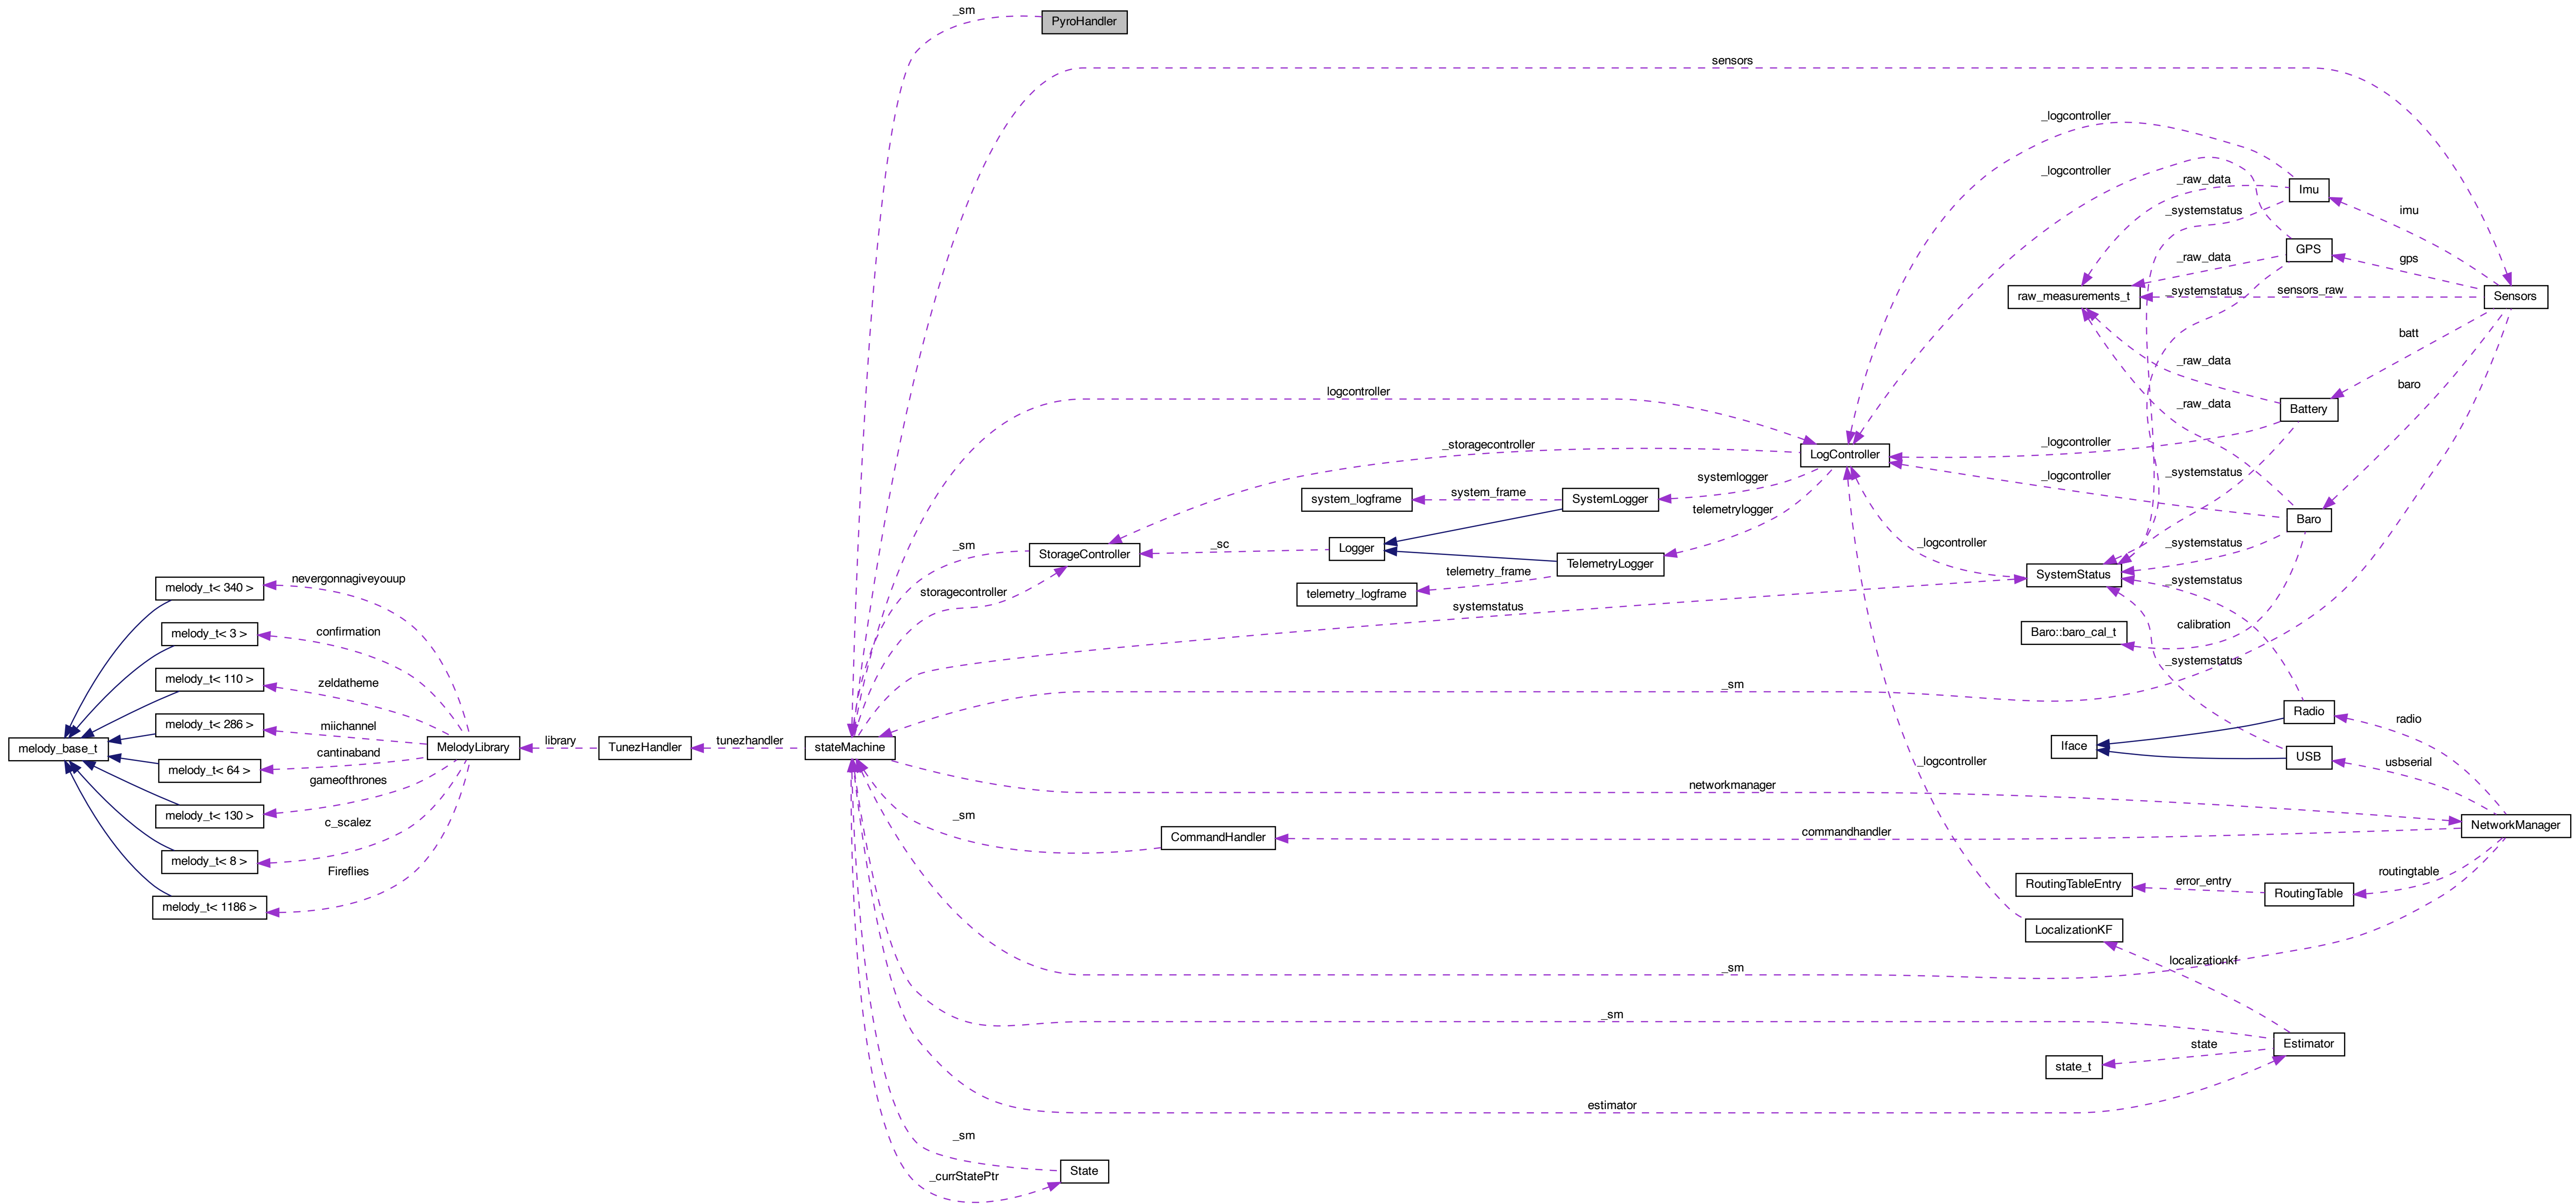 _sm
PyroHandler
sensors
_logcontroller
_logcontroller
_raw_data
Imu
_systemstatus
imu
GPS
_raw_data
gps
raw_measurements_t
_systemstatus
sensors_raw
Sensors
batt
_raw_data
baro
logcontroller
_raw_data
Battery
_logcontroller
_storagecontroller
LogController
_systemstatus
_logcontroller
systemlogger
system_logframe
system_frame
SystemLogger
telemetrylogger
Baro
_sm
StorageController
_sc
Logger
_logcontroller
_systemstatus
TelemetryLogger
telemetry_frame
SystemStatus
nevergonnagiveyouup
melody_t< 340 >
storagecontroller
telemetry_logframe
_systemstatus
systemstatus
calibration
Baro::baro_cal_t
melody_t< 3 >
confirmation
_systemstatus
melody_t< 110 >
zeldatheme
_sm
Radio
radio
melody_t< 286 >
miichannel
melody_base_t
MelodyLibrary
library
TunezHandler
tunezhandler
stateMachine
Iface
cantinaband
USB
usbserial
_logcontroller
melody_t< 64 >
gameofthrones
networkmanager
melody_t< 130 >
c_scalez
_sm
CommandHandler
commandhandler
NetworkManager
melody_t< 8 >
Fireflies
routingtable
RoutingTableEntry
error_entry
RoutingTable
melody_t< 1186 >
LocalizationKF
_sm
localizationkf
_sm
state
Estimator
state_t
estimator
_sm
State
_currStatePtr